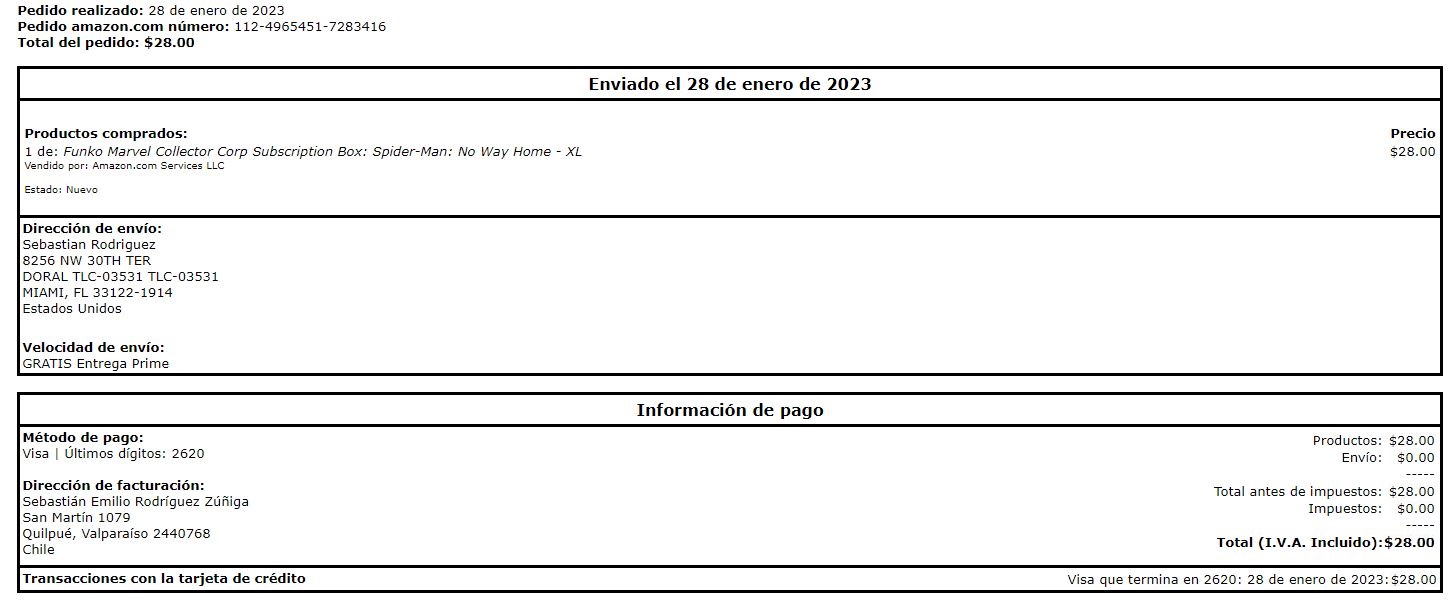 Pedido realizado: 28 de enero de 2023
Pedido amazon.com número: 112-4965451-7283416
Total del pedido: $28.00
Enviado el 28 de enero de 2023
Productos comprados: Precio
1 de: Funko Marvel Collector Corp Subscription Box: Spider-Man: No Way Home - XL $28.00
Vendido por: Amazon.com Services LLC
Estado: Nuevo
Dirección de envío:
Sebastian Rodriguez
8256 NW 30TH TER
DORAL TLC-03531 TLC-03531
MIAMI, FL 33122-1914
Estados Unidos
Velocidad de envío:
GRATIS Entrega Prime
Información de pago
Método de pago:
Visa | Últimos dígitos: 2620
Dirección de facturación:
Sebastián Emilio Rodríguez Zúñiga
San Martín 1079
Quilpué, Valparaíso 2440768
Chile
Productos: $28.00
Envío: $0.00
-----
Total antes de impuestos: $28.00
Impuestos: $0.00
-----
Total (I.V.A. Incluido): $28.00
Transacciones con la tarjeta de crédito Visa que termina en 2620: 28 de enero de 2023: $28.00